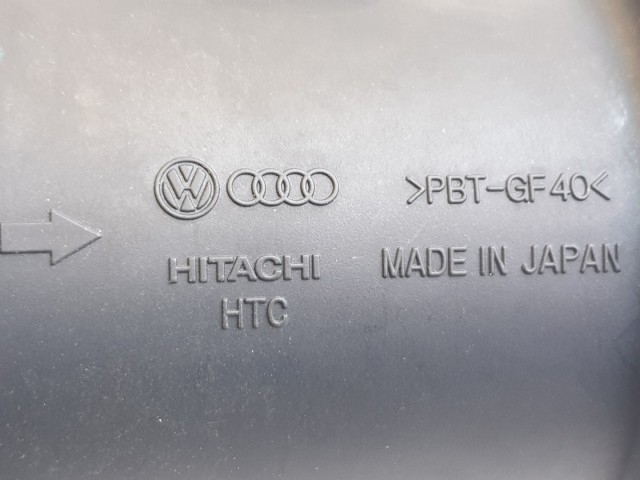 >PBT-GF40<
HITACHI
MADE IN JAPAN
HTC